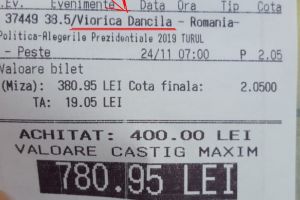 .Ev. Evenimente Data Ora Tip Cota
37449 38.5/Viorica Dancila - Romania-
Politica-Alegerile Prezidentiale 2019 TURUL
- Peste 24/11 07:00 P 2.05
Valoare bilet
(Miza): 380.95 LEI Cota finala: 2.0500
TA: 19.05 LEI
ACHITAT: 400.00 LEI
VALOARE CASTIG MAXIM
780.95 LEI